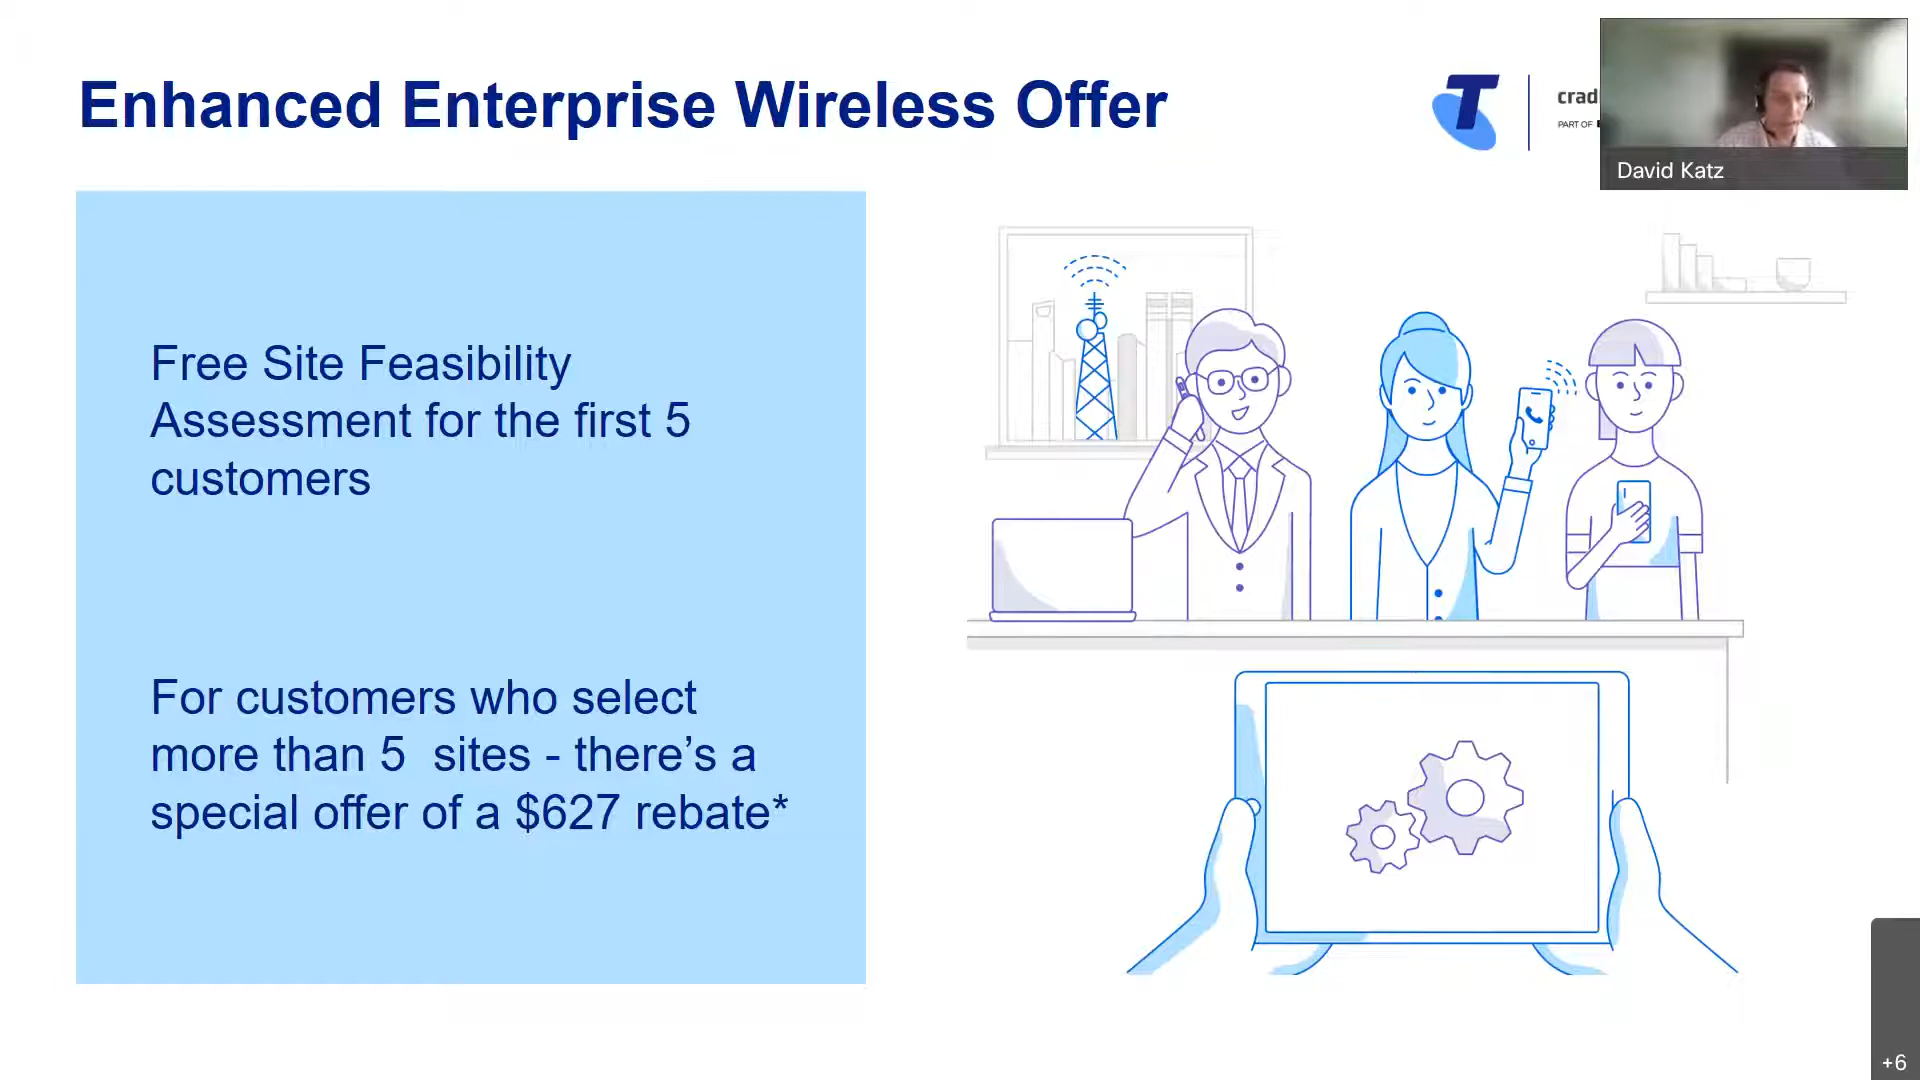 Enhanced Enterprise Wireless Offer
crad
PART OF
David Katz
Free Site Feasibility
Assessment for the first 5
customers
For customers who select
more than 5  sites - there’s a
special offer of a $627 rebate*
+6